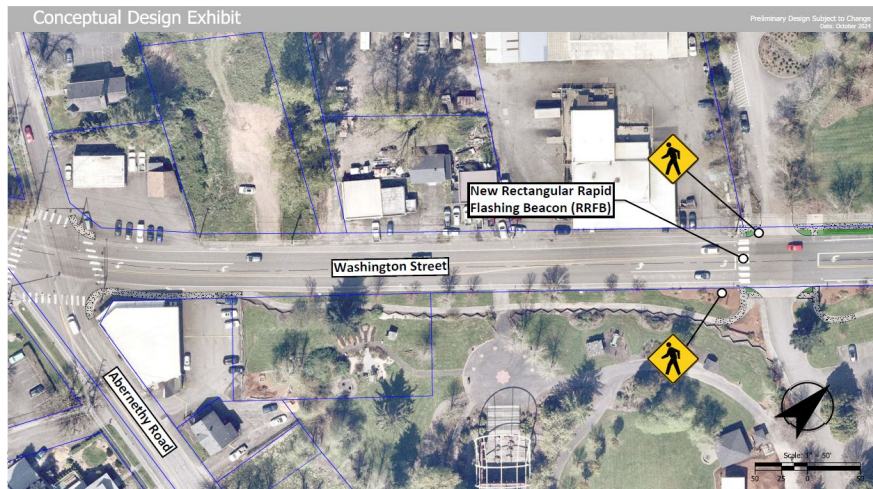 Conceptual Design Exhibit
Preliminary Design Subject to Change
Date: October 2024
New Rectangular Rapid
Flashing Beacon (RRFB)
Washington Street
Abernethy Road
Scale: 1" = 50'
50 25 0 50